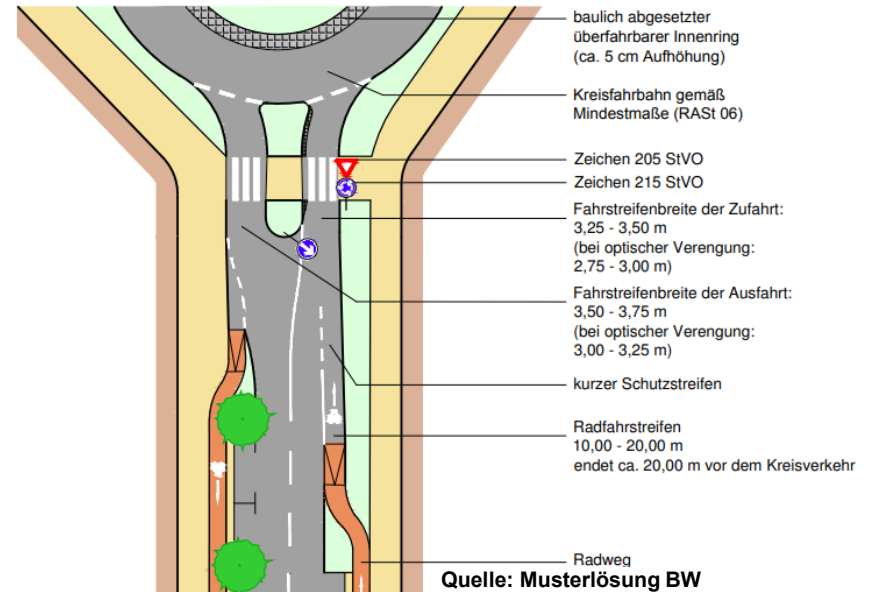 baulich abgesetzter
überfahrbarer Innenring
(ca. 5 cm Aufhöhung)
Kreisfahrbahn gemäß
Mindestmaße (RASt 06)
Zeichen 205 StVO
Zeichen 215 StVO
Fahrstreifenbreite der Zufahrt:
3,25 - 3,50 m
(bei optischer Verengung:
2,75 - 3,00 m)
Fahrstreifenbreite der Ausfahrt:
3,50 - 3,75 m
(bei optischer Verengung:
3,00 - 3,25 m)
kurzer Schutzstreifen
Radfahrstreifen
10,00 - 20,00 m
endet ca. 20,00 m vor dem Kreisverkehr
Radweg
Quelle: Musterlösung BW